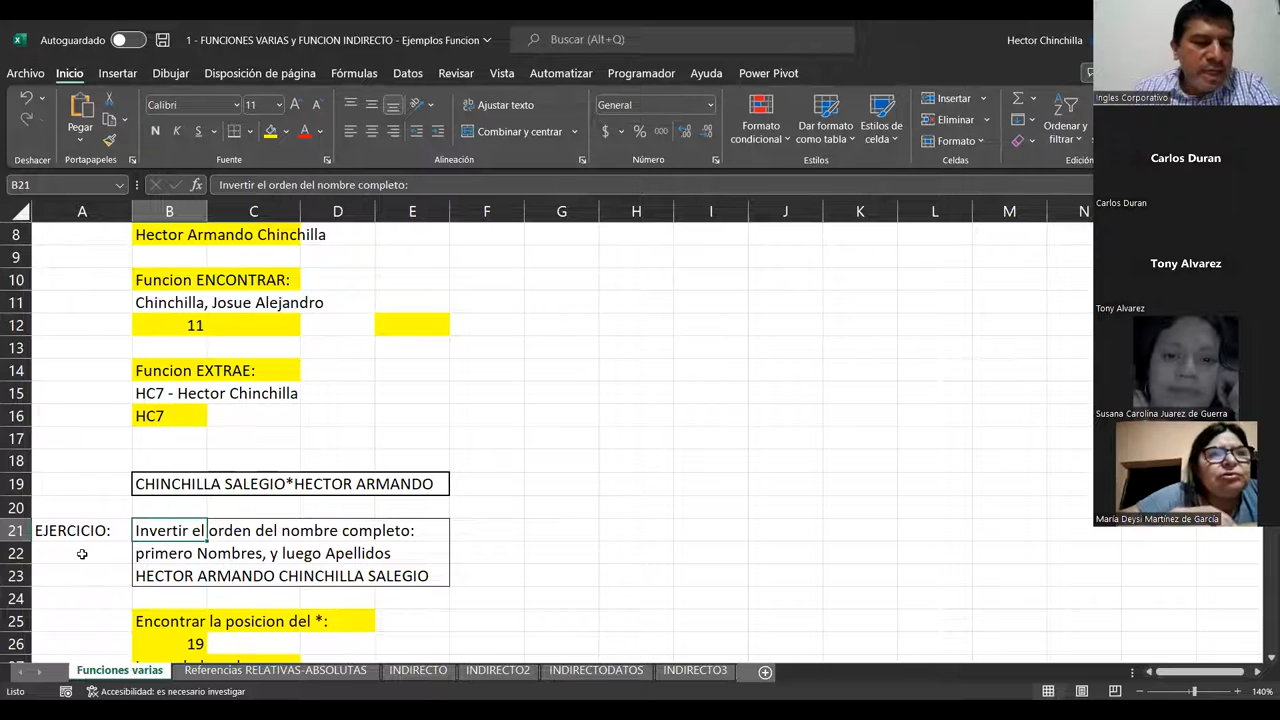 Autoguardado
1 - FUNCIONES VARIAS y FUNCION INDIRECTO - Ejemplos Funcion
Buscar (Alt+Q)
Hector Chinchilla
Archivo Inicio Insertar Dibujar Disposición de página Fórmulas Datos Revisar Vista Automatizar Programador Ayuda Power Pivot
Pegar
Calibri 11
N K S
Ajustar texto
Combinar y centrar
General
$ % 000
Formato condicional
Dar formato como tabla
Estilos de celda
Insertar
Eliminar
Formato
Ordenar y filtrar
Deshacer Portapapeles Fuente Alineación Número Estilos Celdas Edición
B21 fx Invertir el orden del nombre completo:
A B C D E F G H I J K L M N
8 Hector Armando Chinchilla
9
10 Funcion ENCONTRAR:
11 Chinchilla, Josue Alejandro
12 11
13
14 Funcion EXTRAE:
15 HC7 - Hector Chinchilla
16 HC7
17
18
19 CHINCHILLA SALEGIO*HECTOR ARMANDO
20
21 EJERCICIO: Invertir el orden del nombre completo:
22 primero Nombres, y luego Apellidos
23 HECTOR ARMANDO CHINCHILLA SALEGIO
24
25 Encontrar la posicion del *:
26 19
Funciones varias Referencias RELATIVAS-ABSOLUTAS INDIRECTO INDIRECTO2 INDIRECTODATOS INDIRECTO3
Listo Accesibilidad: es necesario investigar 140%
Ingles Corporativo
Carlos Duran
Carlos Duran
Tony Alvarez
Tony Alvarez
Susana Carolina Juarez de Guerra
María Deysi Martínez de García